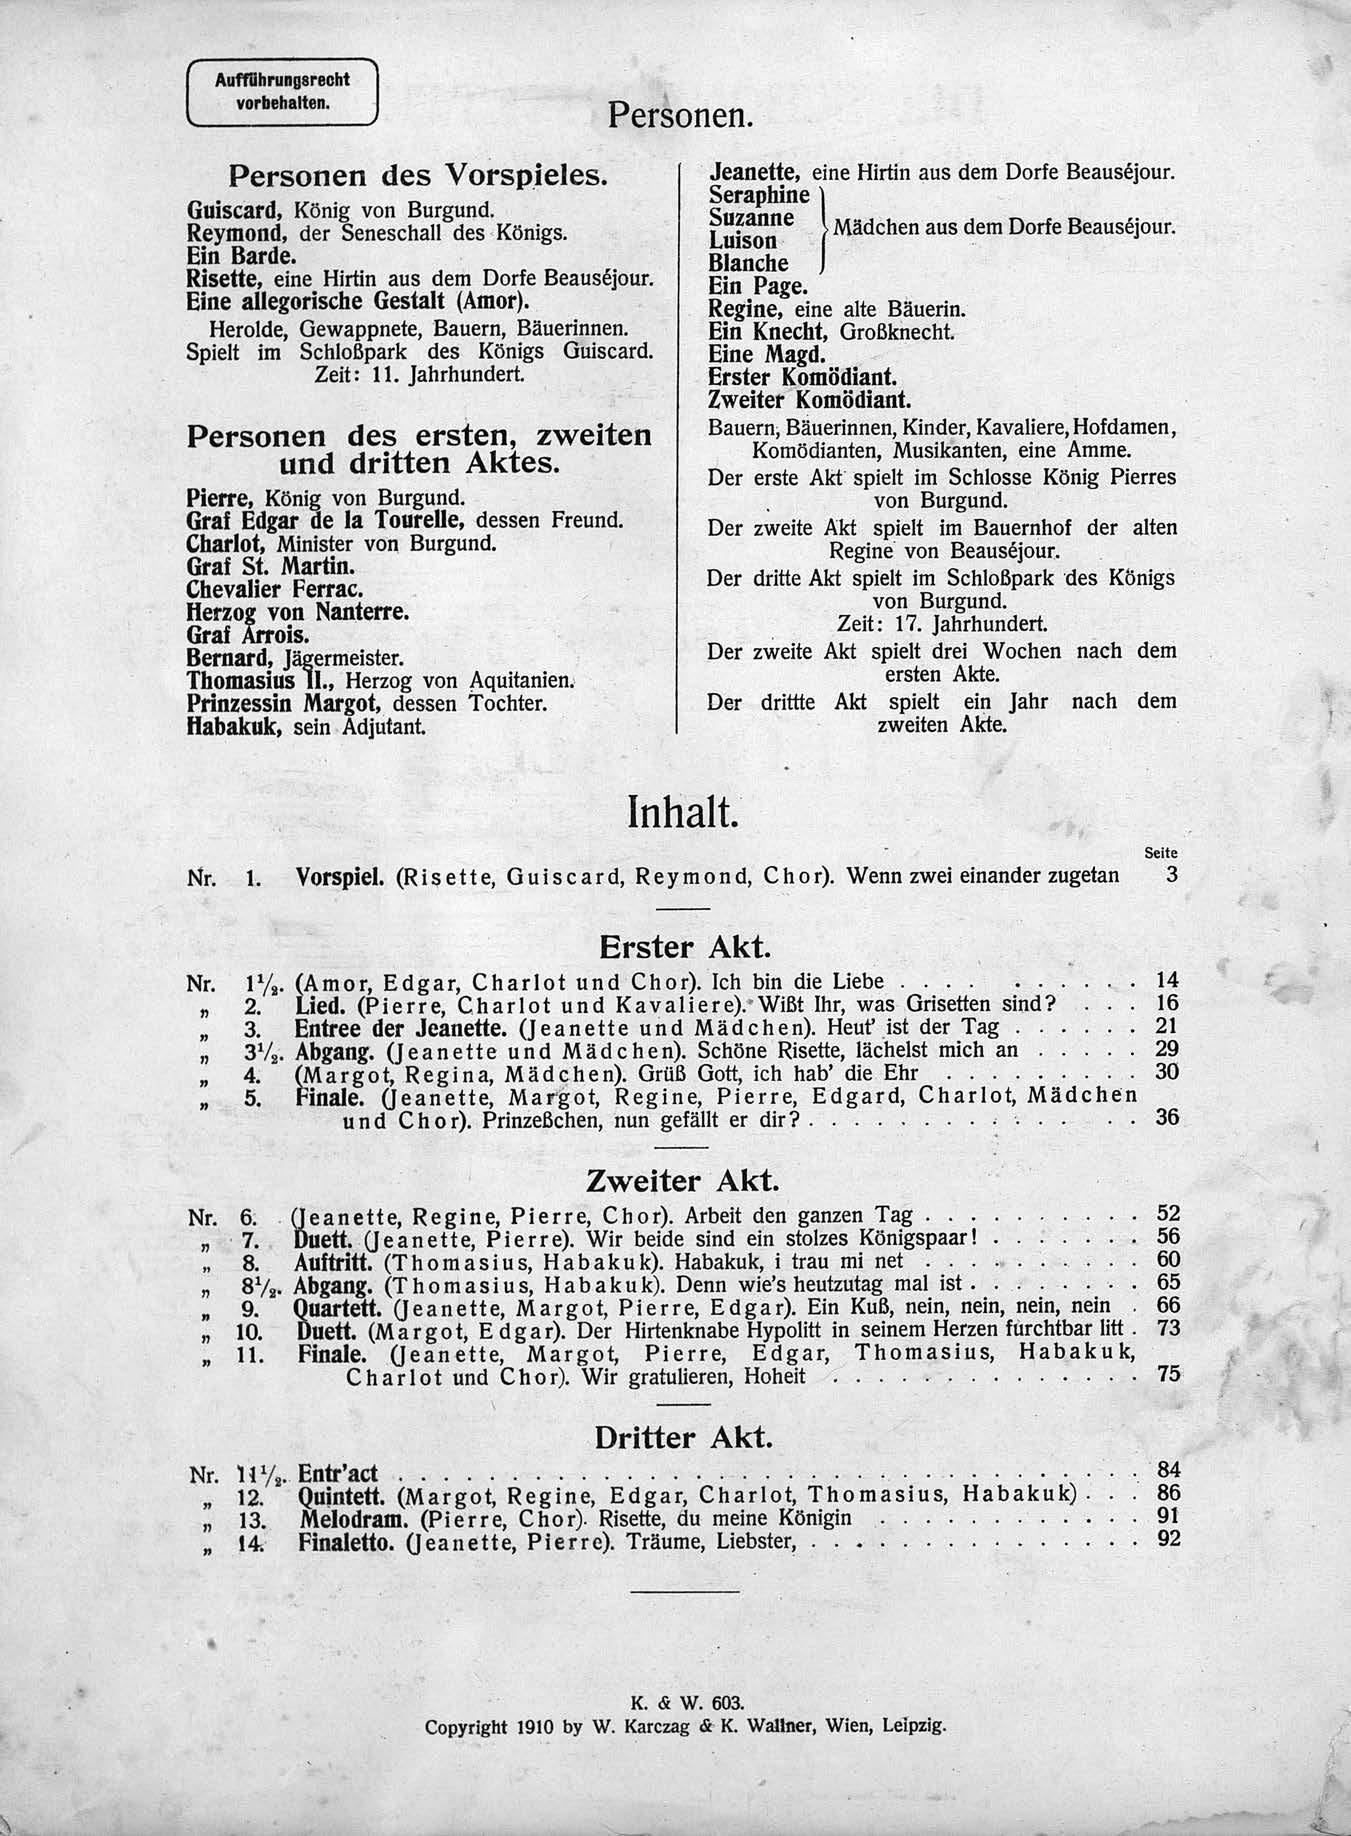 Aufführungsrecht
vorbehalten.
Personen.
Personen des Vorspieles.
Guiscard, König von Burgund.
Reymond, der Seneschall des Königs.
Ein Barde.
Risette, eine Hirtin aus dem Dorfe Beauséjour.
Eine allegorische Gestalt (Amor).
Herolde, Gewappnete, Bauern, Bäuerinnen.
Spielt im Schloßpark des Königs Guiscard.
Zeit: 11. Jahrhundert.
Personen des ersten, zweiten
und dritten Aktes.
Pierre, König von Burgund.
Graf Edgar de la Tourelle, dessen Freund.
Charlot, Minister von Burgund.
Graf St. Martin.
Chevalier Ferrac.
Herzog von Nanterre.
Graf Arrois.
Bernard, Jägermeister.
Thomasius II., Herzog von Aquitanien.
Prinzessin Margot, dessen Tochter.
Habakuk, sein Adjutant.
Jeanette, eine Hirtin aus dem Dorfe Beauséjour.
Seraphine
Suzanne
Luison
Blanche
Mädchen aus dem Dorfe Beauséjour.
Ein Page.
Regine, eine alte Bäuerin.
Ein Knecht, Großknecht.
Eine Magd.
Erster Komödiant.
Zweiter Komödiant.
Bauern, Bäuerinnen, Kinder, Kavaliere, Hofdamen,
Komödianten, Musikanten, eine Amme.
Der erste Akt spielt im Schlosse König Pierres
von Burgund.
Der zweite Akt spielt im Bauernhof der alten
Regine von Beauséjour.
Der dritte Akt spielt im Schloßpark des Königs
von Burgund.
Zeit: 17. Jahrhundert.
Der zweite Akt spielt drei Wochen nach dem
ersten Akte.
Der drittte Akt spielt ein Jahr nach dem
zweiten Akte.
Inhalt.
Seite
Nr. 1. Vorspiel. (Risette, Guiscard, Reymond, Chor). Wenn zwei einander zugetan 3
Erster Akt.
Nr. 1½. (Amor, Edgar, Charlot und Chor). Ich bin die Liebe . . . . . . . . . . 14
„ 2. Lied. (Pierre, Charlot und Kavaliere). Wißt Ihr, was Grisetten sind? . . . 16
„ 3. Entree der Jeanette. (Jeanette und Mädchen). Heut' ist der Tag . . . . . . 21
„ 3½. Abgang. (Jeanette und Mädchen). Schöne Risette, lächelst mich an . . . . . 29
„ 4. (Margot, Regina, Mädchen). Grüß Gott, ich hab' die Ehr . . . . . . . . . 30
„ 5. Finale. (Jeanette, Margot, Regine, Pierre, Edgard, Charlot, Mädchen
und Chor). Prinzeßchen, nun gefällt er dir? . . . . . . . . . . . . . . 36
Zweiter Akt.
Nr. 6. (Jeanette, Regine, Pierre, Chor). Arbeit den ganzen Tag . . . . . . . . . . 52
„ 7. Duett. (Jeanette, Pierre). Wir beide sind ein stolzes Königspaar! . . . . . . . 56
„ 8. Auftritt. (Thomasius, Habakuk). Habakuk, i trau mi net . . . . . . . . . . 60
„ 8½. Abgang. (Thomasius, Habakuk). Denn wie's heutzutag mal ist . . . . . . . . 65
„ 9. Quartett. (Jeanette, Margot, Pierre, Edgar). Ein Kuß, nein, nein, nein, nein . 66
„ 10. Duett. (Margot, Edgar). Der Hirtenknabe Hypolitt in seinem Herzen furchtbar litt . 73
„ 11. Finale. (Jeanette, Margot, Pierre, Edgar, Thomasius, Habakuk,
Charlot und Chor). Wir gratulieren, Hoheit . . . . . . . . . . . . . . 75
Dritter Akt.
Nr. 11½. Entr'act . . . . . . . . . . . . . . . . . . . . . . . . . . . . . . . . 84
„ 12. Quintett. (Margot, Regine, Edgar, Charlot, Thomasius, Habakuk) . . . 86
„ 13. Melodram. (Pierre, Chor). Risette, du meine Königin . . . . . . . . . . . . 91
„ 14. Finaletto. (Jeanette, Pierre). Träume, Liebster, . . . . . . . . . . . . . . . 92
K. & W. 603.
Copyright 1910 by W. Karczag & K. Wallner, Wien, Leipzig.